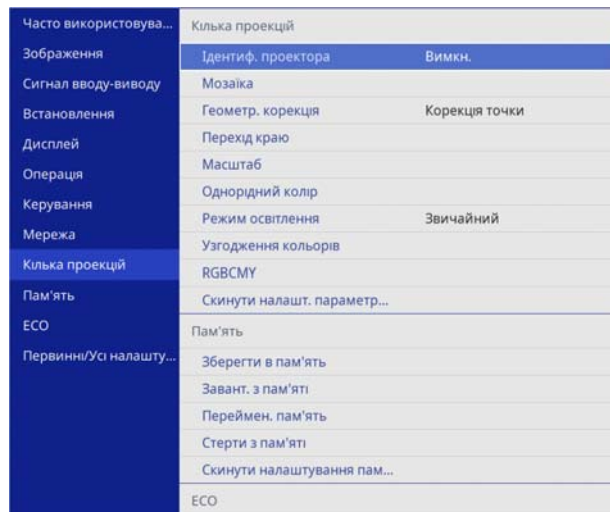 Часто використовува...
Зображення
Сигнал вводу-виводу
Встановлення
Дисплей
Операція
Керування
Мережа
Кілька проекцій
Пам'ять
ECO
Первинні/Усі налашту...
Кілька проекцій
Ідентиф. проектора Вимкн.
Мозаїка
Геометр. корекція Корекція точки
Перехід краю
Масштаб
Однорідний колір
Режим освітлення Звичайний
Узгодження кольорів
RGBCMY
Скинути налашт. параметр...
Пам'ять
Зберегти в пам'ять
Завант. з пам'яті
Переймен. пам'ять
Стерти з пам'яті
Скинути налаштування пам...
ECO